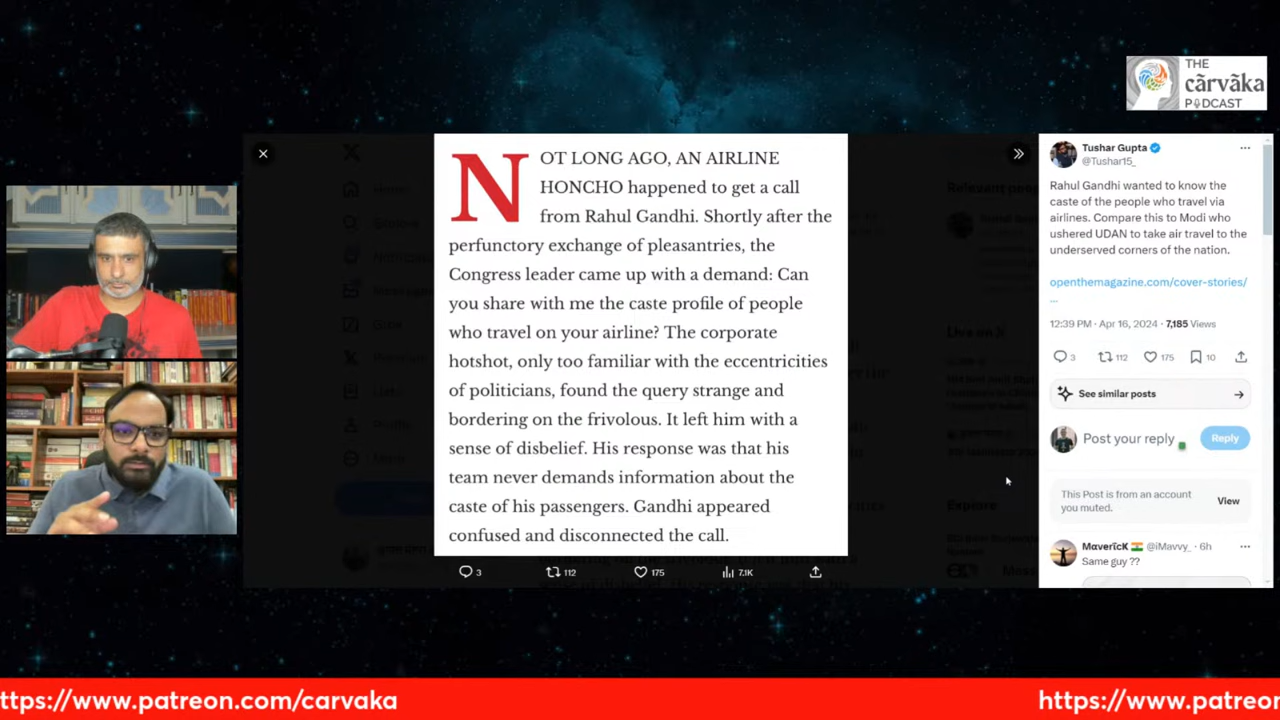 THE
cārvāka
PODCAST
NOT LONG AGO, AN AIRLINE
HONCHO happened to get a call
from Rahul Gandhi. Shortly after the
perfunctory exchange of pleasantries, the
Congress leader came up with a demand: Can
you share with me the caste profile of people
who travel on your airline? The corporate
hotshot, only too familiar with the eccentricities
of politicians, found the query strange and
bordering on the frivolous. It left him with a
sense of disbelief. His response was that his
team never demands information about the
caste of his passengers. Gandhi appeared
confused and disconnected the call.
3 112 175 7.1K
Tushar Gupta
@Tushar15_
Rahul Gandhi wanted to know the
caste of the people who travel via
airlines. Compare this to Modi who
ushered UDAN to take air travel to the
underserved corners of the nation.
openthemagazine.com/cover-stories/
...
12:39 PM · Apr 16, 2024 · 7,185 Views
3 112 175 10
See similar posts
Post your reply Reply
This Post is from an account
you muted. View
MαverícK @iMavvy_ · 6h
Same guy ??
Relevant
Live on X
Explore
ttps://www.patreon.com/carvaka https://www.patreon